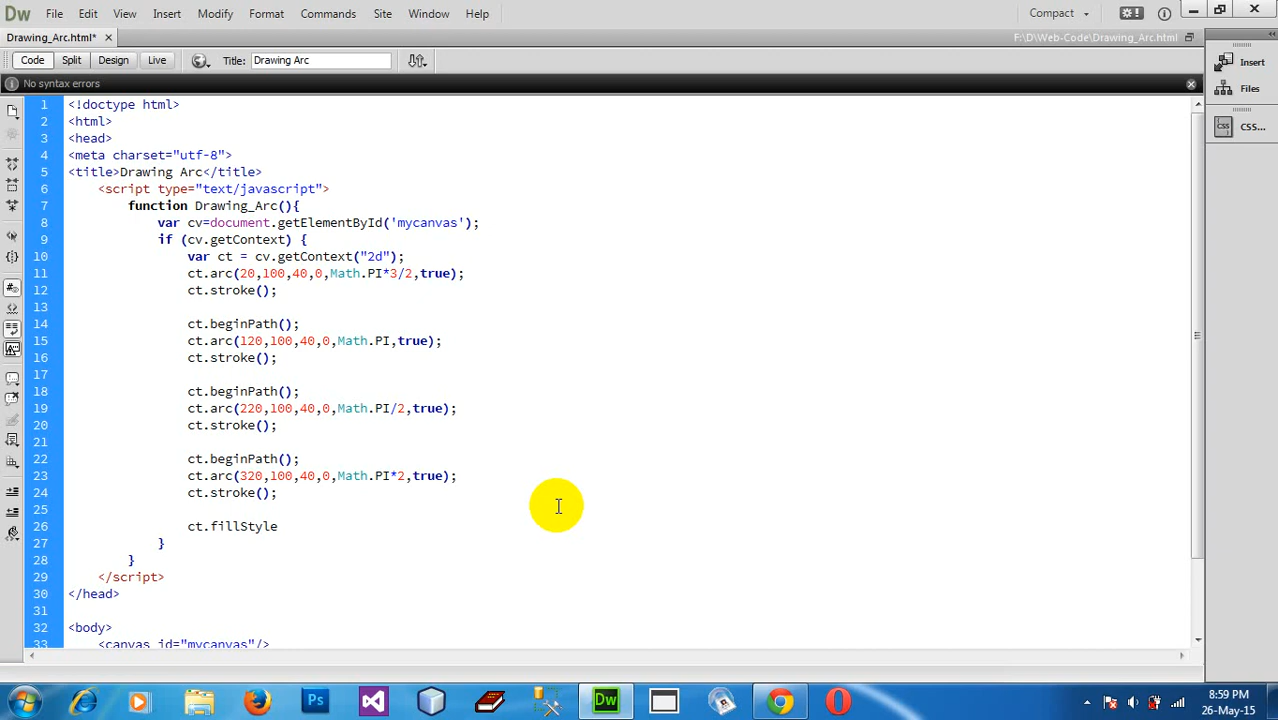 Dw File Edit View Insert Modify Format Commands Site Window Help Compact
Drawing_Arc.html* F:\D\Web-Code\Drawing_Arc.html
Code Split Design Live Title: Drawing Arc
No syntax errors
Insert
Files
CSS...
1 <!doctype html>
2 <html>
3 <head>
4 <meta charset="utf-8">
5 <title>Drawing Arc</title>
6 <script type="text/javascript">
7 function Drawing_Arc(){
8 var cv=document.getElementById('mycanvas');
9 if (cv.getContext) {
10 var ct = cv.getContext("2d");
11 ct.arc(20,100,40,0,Math.PI*3/2,true);
12 ct.stroke();
13
14 ct.beginPath();
15 ct.arc(120,100,40,0,Math.PI,true);
16 ct.stroke();
17
18 ct.beginPath();
19 ct.arc(220,100,40,0,Math.PI/2,true);
20 ct.stroke();
21
22 ct.beginPath();
23 ct.arc(320,100,40,0,Math.PI*2,true);
24 ct.stroke();
25
26 ct.fillStyle
27 }
28 }
29 </script>
30 </head>
31
32 <body>
33 <canvas id="mycanvas"/>
Ps Dw
8:59 PM
26-May-15